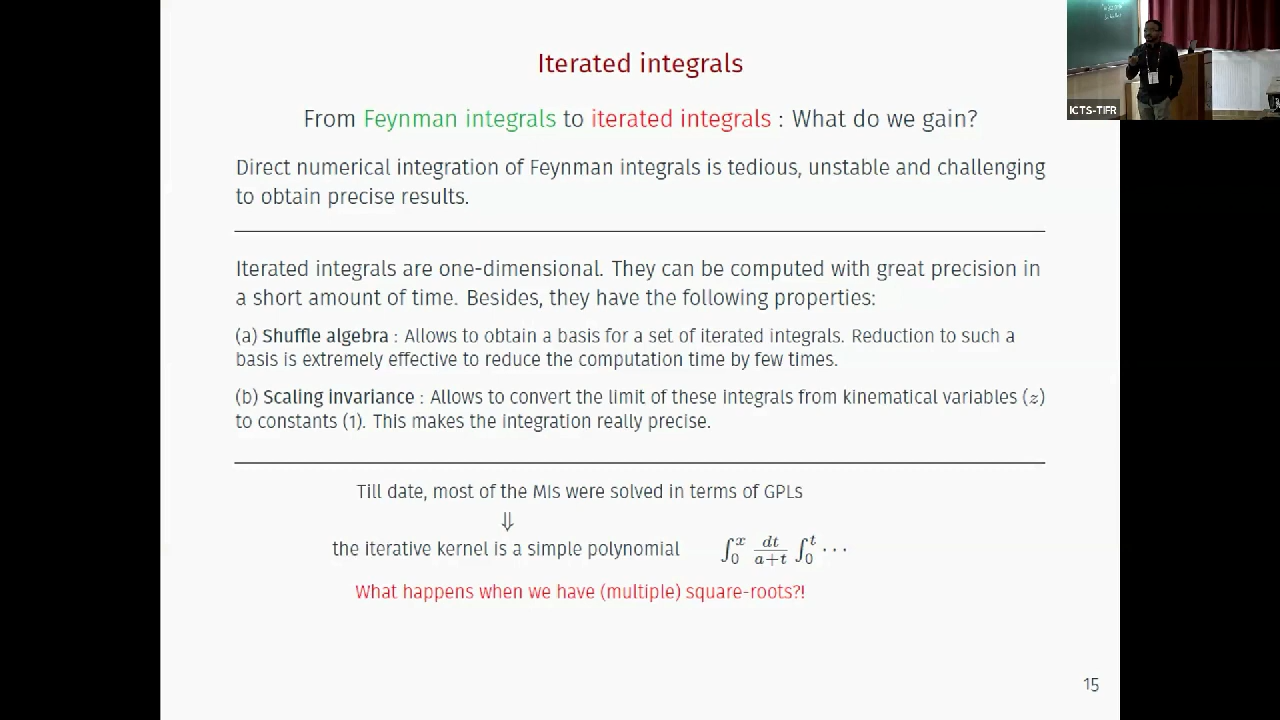 Iterated integrals
From Feynman integrals to iterated integrals : What do we gain?
Direct numerical integration of Feynman integrals is tedious, unstable and challenging
to obtain precise results.
Iterated integrals are one-dimensional. They can be computed with great precision in
a short amount of time. Besides, they have the following properties:
(a) Shuffle algebra : Allows to obtain a basis for a set of iterated integrals. Reduction to such a
basis is extremely effective to reduce the computation time by few times.
(b) Scaling invariance : Allows to convert the limit of these integrals from kinematical variables (z)
to constants (1). This makes the integration really precise.
Till date, most of the MIs were solved in terms of GPLs
⇓
the iterative kernel is a simple polynomial ∫₀ˣ dt/(a+t) ∫₀ᵗ ···
What happens when we have (multiple) square-roots?!
15
ICTS-TIFR